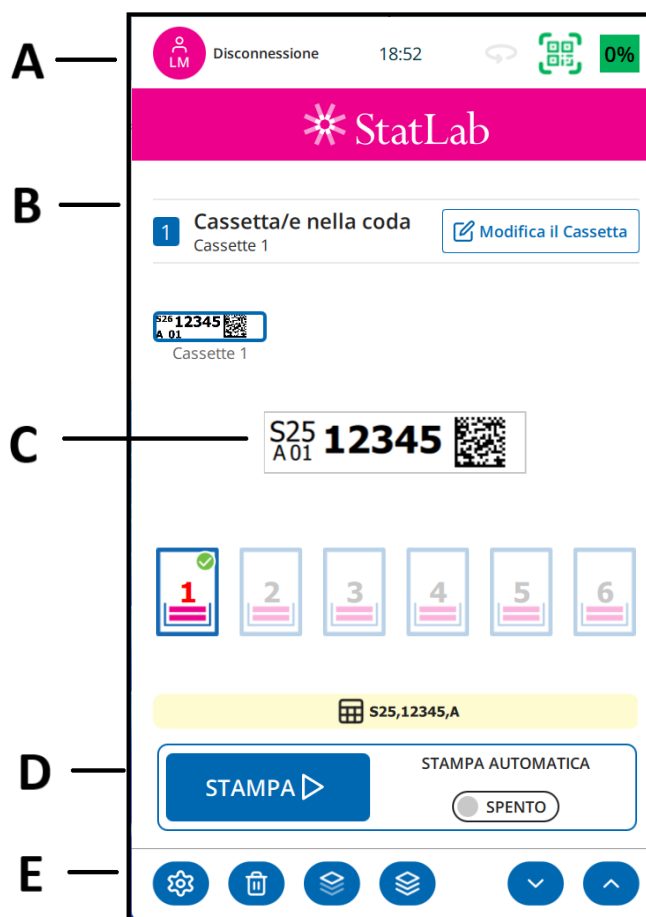 A
LM
Disconnessione
18:52
0%
StatLab
B
1
Cassetta/e nella coda
Cassette 1
Modifica il Cassetta
S26 12345
A 01
Cassette 1
C
S25 12345
A 01
1 2 3 4 5 6
S25,12345,A
D
STAMPA
STAMPA AUTOMATICA
SPENTO
E